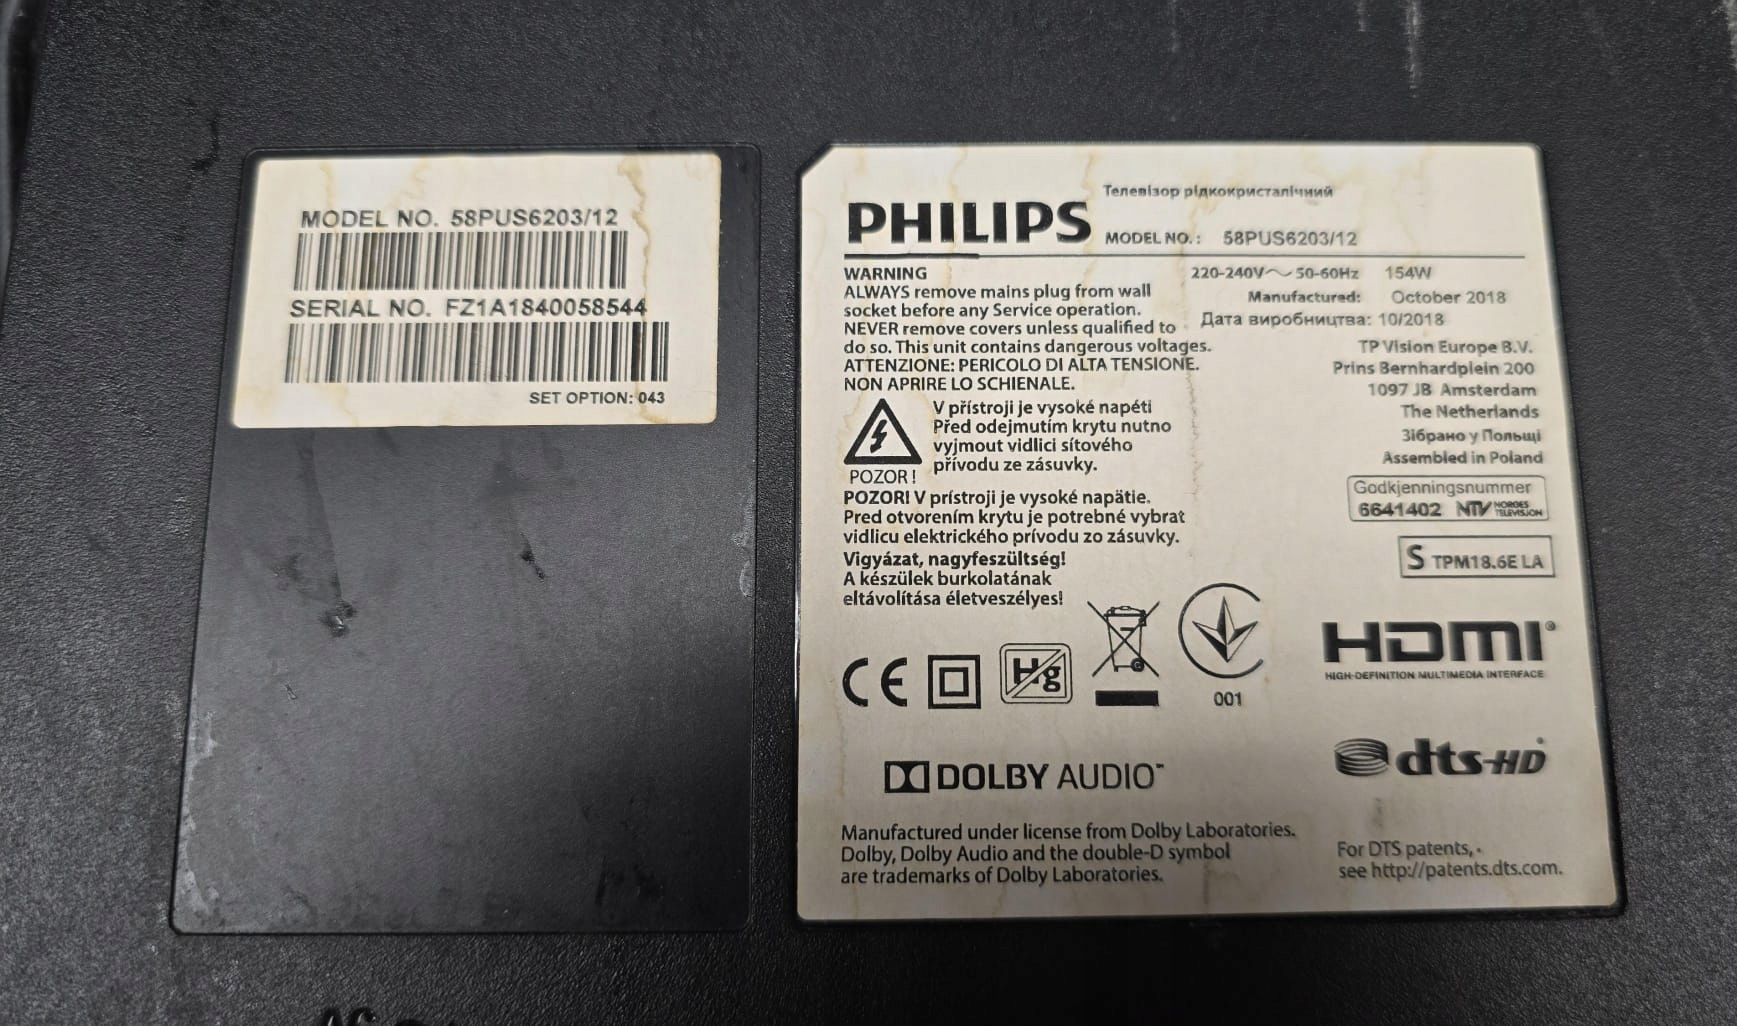 MODEL NO. 58PUS6203/12
SERIAL NO. FZ1A1840058544
SET OPTION: 043
Телевізор рідкокристалічний
PHILIPS MODEL NO.: 58PUS6203/12
220-240V~ 50-60Hz 154W
Manufactured: October 2018
Дата виробництва: 10/2018
TP Vision Europe B.V.
Prins Bernhardplein 200
1097 JB Amsterdam
The Netherlands
Зібрано у Польщі
Assembled in Poland
Godkjenningsnummer
6641402 NTV NORGES TELEVISJON
S TPM18.6E LA
WARNING
ALWAYS remove mains plug from wall
socket before any Service operation.
NEVER remove covers unless qualified to
do so. This unit contains dangerous voltages.
ATTENZIONE: PERICOLO DI ALTA TENSIONE.
NON APRIRE LO SCHIENALE.
V přístroji je vysoké napětí
Před odejmutím krytu nutno
vyjmout vidlici sítového
přívodu ze zásuvky.
POZOR!
POZOR! V prístroji je vysoké napätie.
Pred otvorením krytu je potrebné vybrat
vidlicu elektrického prívodu zo zásuvky.
Vigyázat, nagyfeszültség!
A készülek burkolatának
eltávolítása életveszélyes!
CE
Hg
001
HDMI®
HIGH-DEFINITION MULTIMEDIA INTERFACE
DOLBY AUDIO™
dts-HD
Manufactured under license from Dolby Laboratories.
Dolby, Dolby Audio and the double-D symbol
are trademarks of Dolby Laboratories.
For DTS patents,
see http://patents.dts.com.